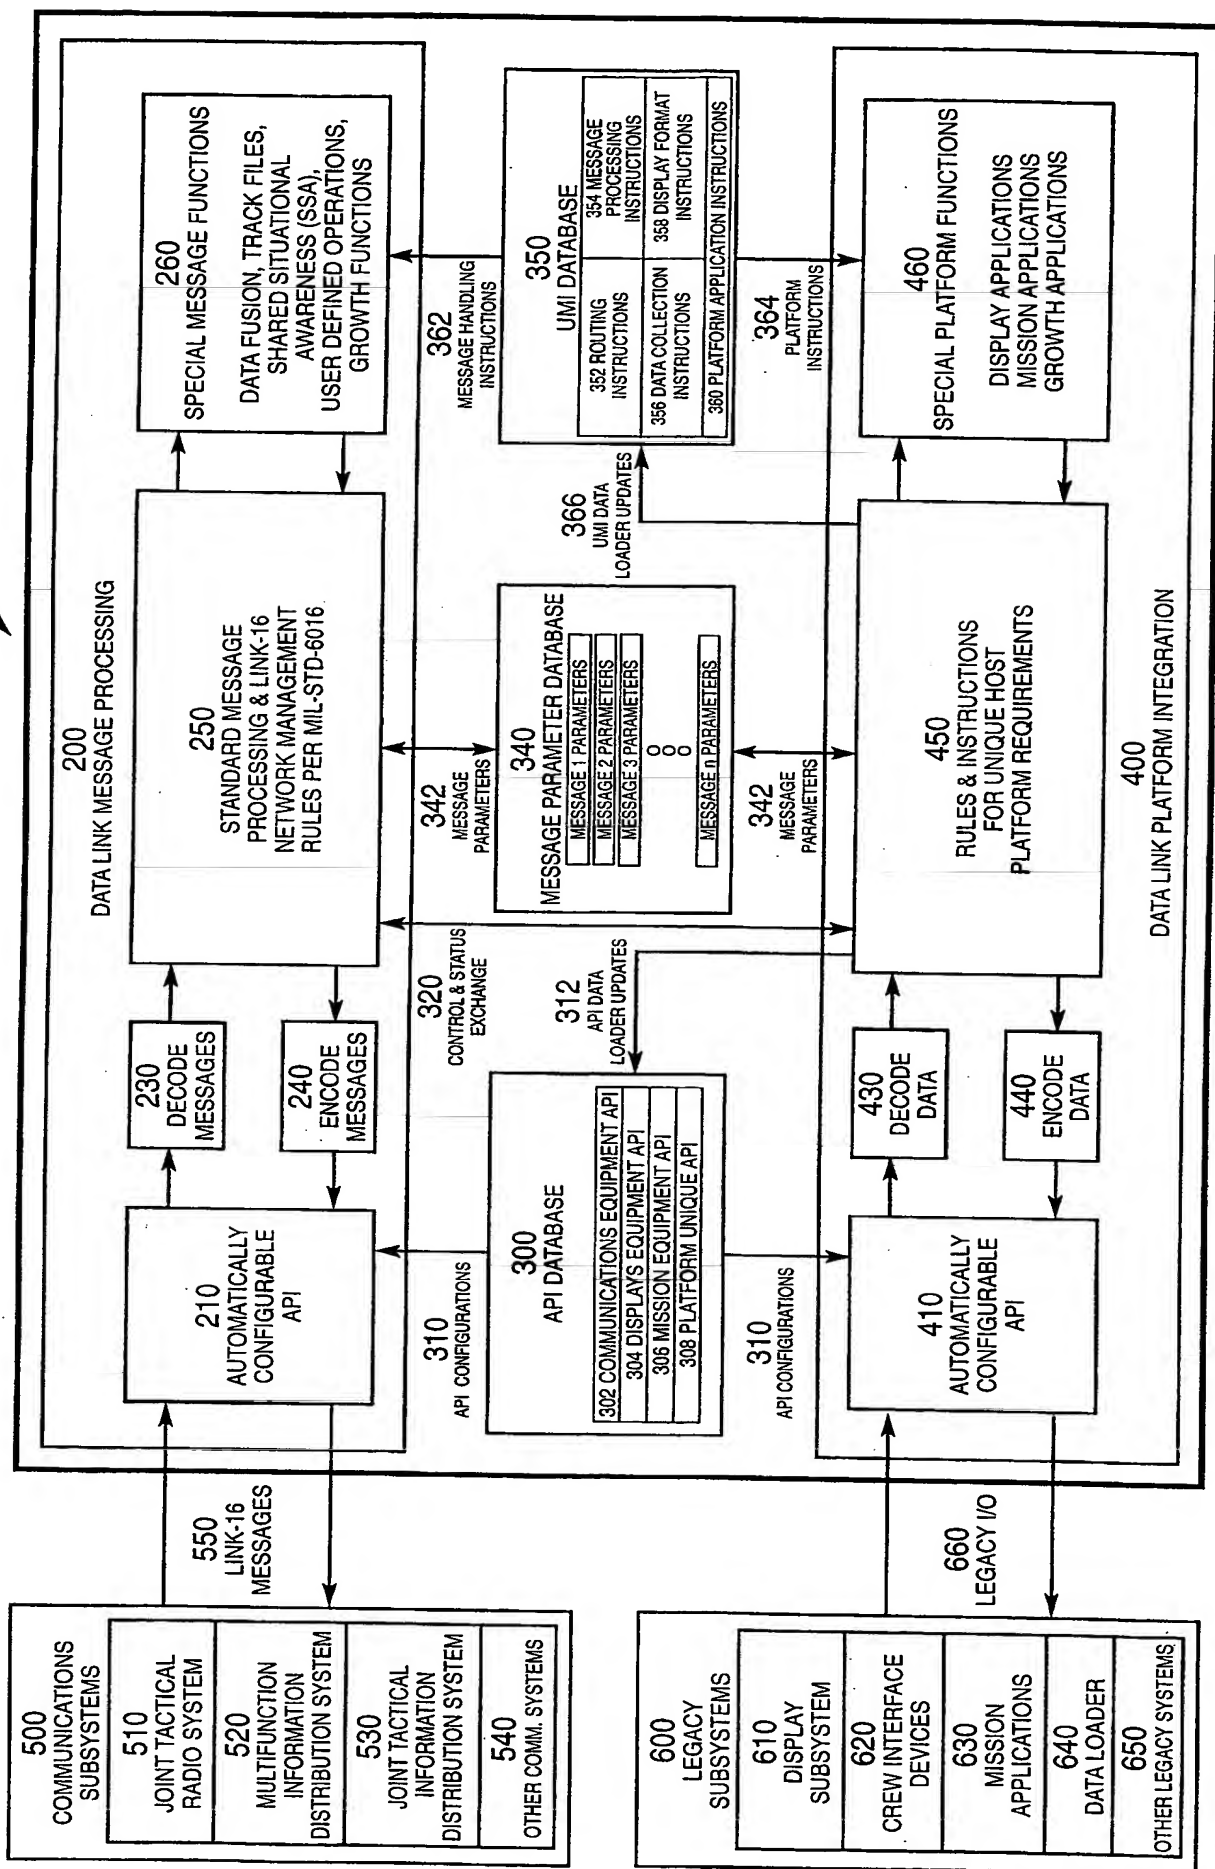 500
COMMUNICATIONS
SUBSYSTEMS
510
JOINT TACTICAL
RADIO SYSTEM
520
MULTIFUNCTION
INFORMATION
DISTRIBUTION SYSTEM
530
JOINT TACTICAL
INFORMATION
DISTRIBUTION SYSTEM
540
OTHER COMM. SYSTEMS
550
LINK-16
MESSAGES
200
DATA LINK MESSAGE PROCESSING
210
AUTOMATICALLY
CONFIGURABLE
API
230
DECODE
MESSAGES
240
ENCODE
MESSAGES
250
STANDARD MESSAGE
PROCESSING & LINK-16
NETWORK MANAGEMENT
RULES PER MIL-STD-6016
260
SPECIAL MESSAGE FUNCTIONS
DATA FUSION, TRACK FILES,
SHARED SITUATIONAL
AWARENESS (SSA),
USER DEFINED OPERATIONS,
GROWTH FUNCTIONS
310
API CONFIGURATIONS
320
CONTROL & STATUS
EXCHANGE
342
MESSAGE
PARAMETERS
362
MESSAGE HANDLING
INSTRUCTIONS
300
API DATABASE
302 COMMUNICATIONS EQUIPMENT API
304 DISPLAYS EQUIPMENT API
306 MISSION EQUIPMENT API
308 PLATFORM UNIQUE API
312
API DATA
LOADER UPDATES
340
MESSAGE PARAMETER DATABASE
MESSAGE 1 PARAMETERS
MESSAGE 2 PARAMETERS
MESSAGE 3 PARAMETERS
O
O
O
MESSAGE n PARAMETERS
366
UMI DATA
LOADER UPDATES
350
UMI DATABASE
352 ROUTING
INSTRUCTIONS
354 MESSAGE
PROCESSING
INSTRUCTIONS
356 DATA COLLECTION
INSTRUCTIONS
358 DISPLAY FORMAT
INSTRUCTIONS
360 PLATFORM APPLICATION INSTRUCTIONS
310
API CONFIGURATIONS
342
MESSAGE
PARAMETERS
364
PLATFORM
INSTRUCTIONS
600
LEGACY
SUBSYSTEMS
610
DISPLAY
SUBSYSTEM
620
CREW INTERFACE
DEVICES
630
MISSION
APPLICATIONS
640
DATA LOADER
650
OTHER LEGACY SYSTEMS
660
LEGACY I/O
410
AUTOMATICALLY
CONFIGURABLE
API
430
DECODE
DATA
440
ENCODE
DATA
450
RULES & INSTRUCTIONS
FOR UNIQUE HOST
PLATFORM REQUIREMENTS
460
SPECIAL PLATFORM FUNCTIONS
DISPLAY APPLICATIONS
MISSION APPLICATIONS
GROWTH APPLICATIONS
400
DATA LINK PLATFORM INTEGRATION